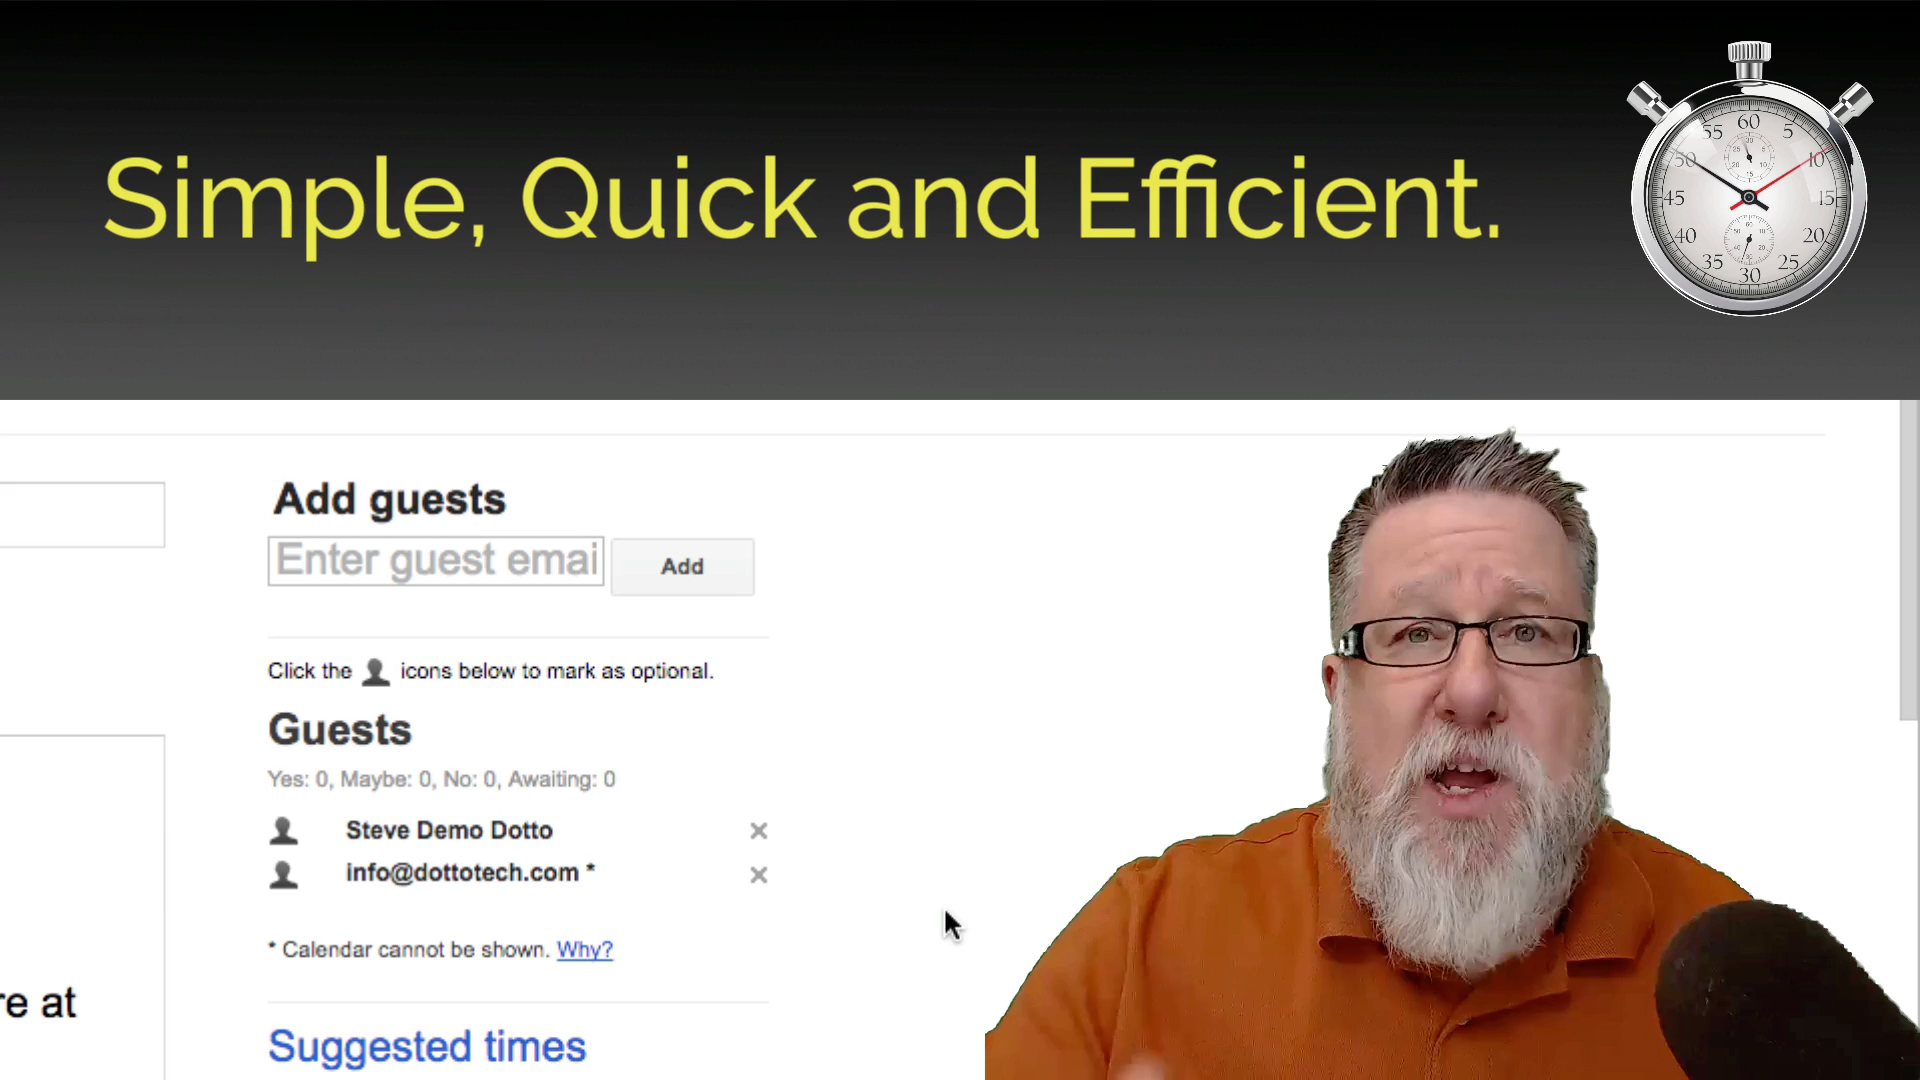 Simple, Quick and Efficient.
60
55
5
50
10
45
15
40
20
35
25
30
Add guests
Enter guest emai
Add
Click the icons below to mark as optional.
Guests
Yes: 0, Maybe: 0, No: 0, Awaiting: 0
Steve Demo Dotto
info@dottotech.com *
* Calendar cannot be shown. Why?
re at
Suggested times